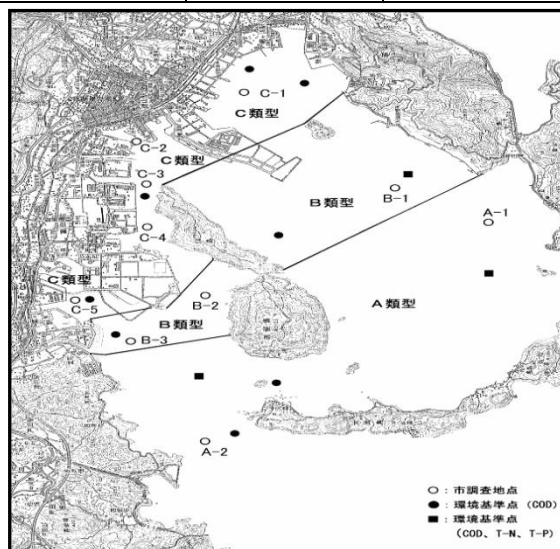 C-1
C類型
C-2
C類型
C-3
B類型
B-1
A-1
C-4
C類型
B-2
A類型
C-5
B類型
B-3
A-2
○：市調査地点
●：環境基準点 (COD)
■：環境基準点
(COD、T-N、T-P)